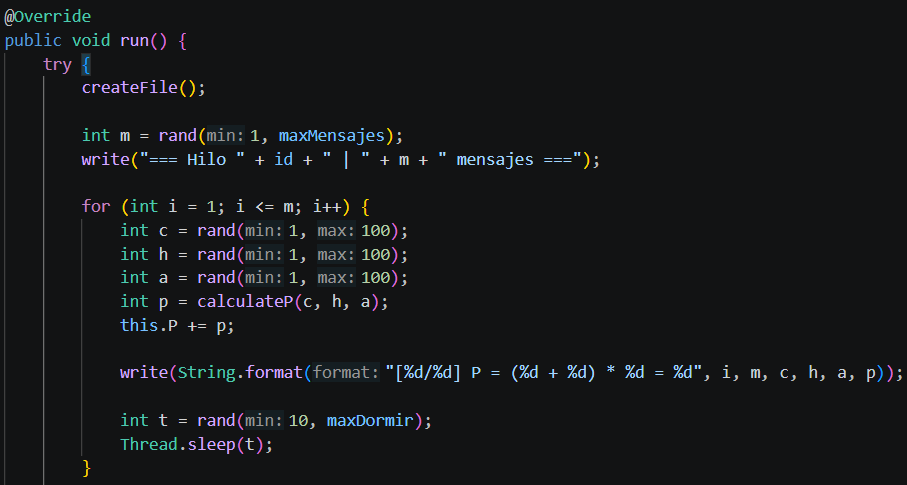 @Override
public void run() {
try {
createFile();
int m = rand(min: 1, maxMensajes);
write("=== Hilo " + id + " | " + m + " mensajes ===");
for (int i = 1; i <= m; i++) {
int c = rand(min: 1, max: 100);
int h = rand(min: 1, max: 100);
int a = rand(min: 1, max: 100);
int p = calculateP(c, h, a);
this.P += p;
write(String.format(format: "[%d/%d] P = (%d + %d) * %d = %d", i, m, c, h, a, p));
int t = rand(min: 10, maxDormir);
Thread.sleep(t);
}